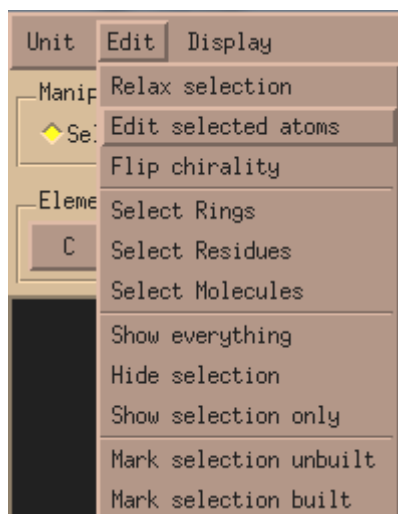 Unit Edit Display
Manip
Relax selection
Sel
Edit selected atoms
Flip chirality
Eleme
Select Rings
C
Select Residues
Select Molecules
Show everything
Hide selection
Show selection only
Mark selection unbuilt
Mark selection built